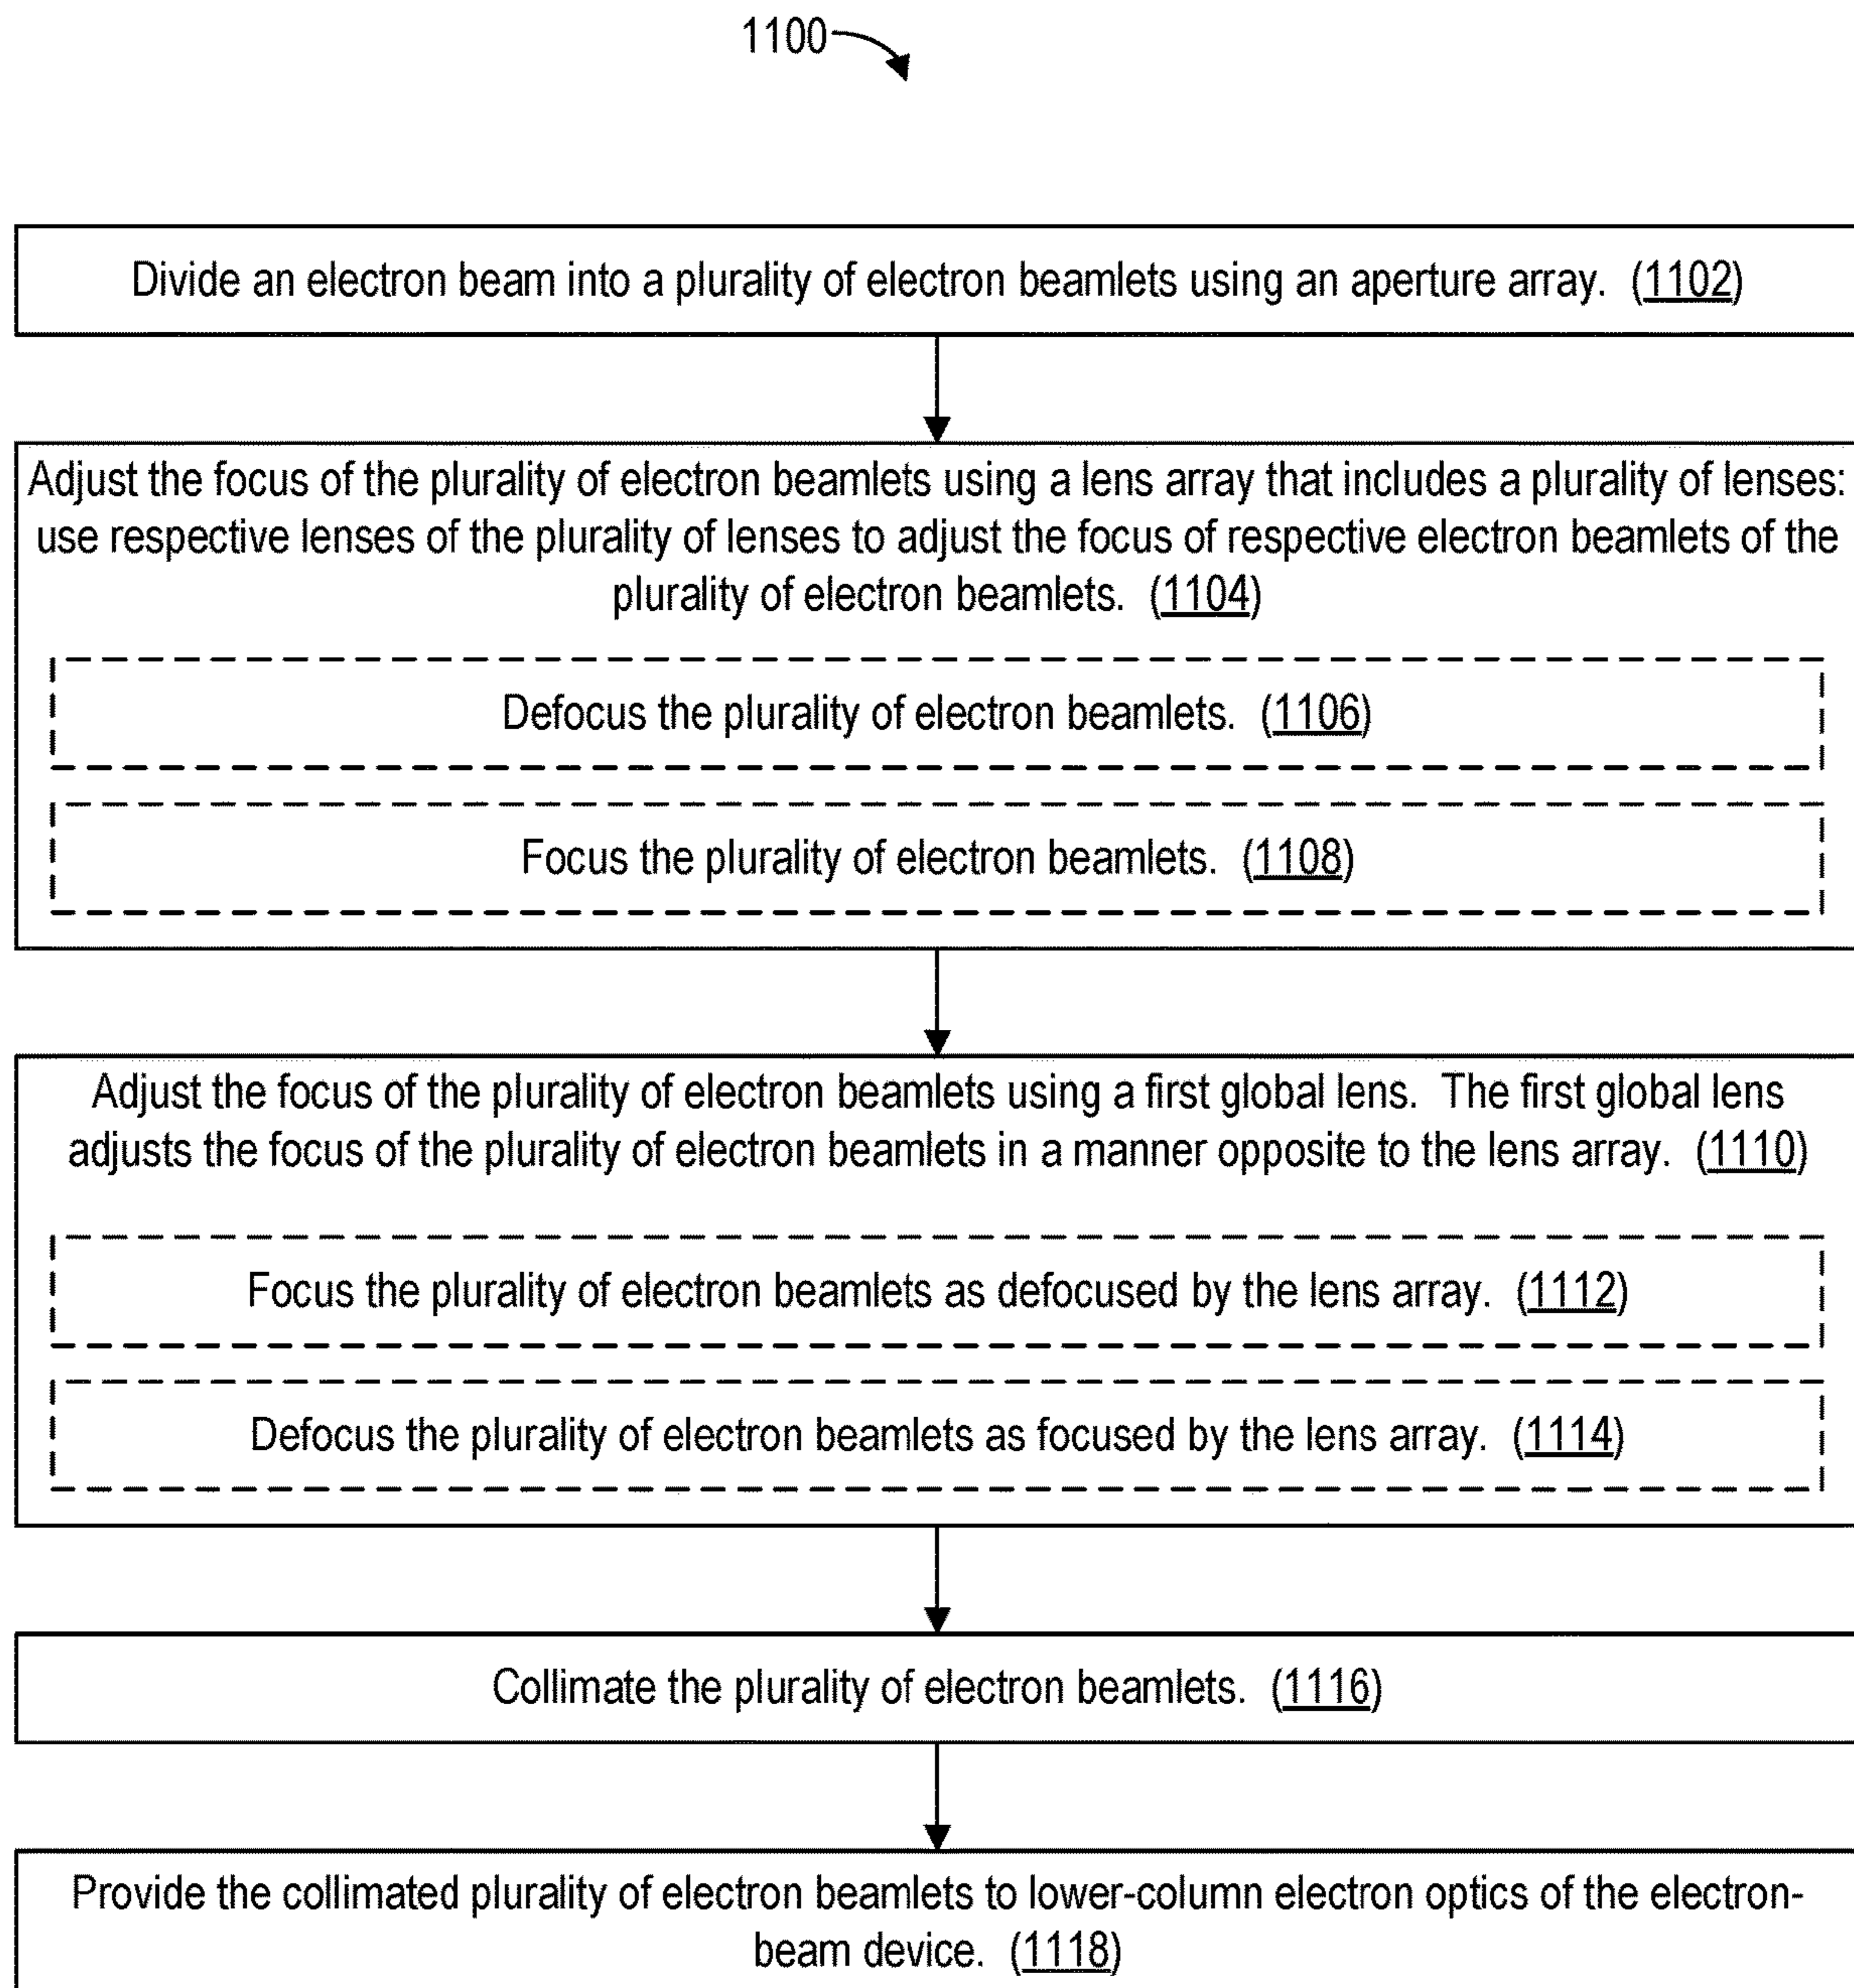 1100
Divide an electron beam into a plurality of electron beamlets using an aperture array. (1102)
Adjust the focus of the plurality of electron beamlets using a lens array that includes a plurality of lenses:
use respective lenses of the plurality of lenses to adjust the focus of respective electron beamlets of the
plurality of electron beamlets. (1104)
Defocus the plurality of electron beamlets. (1106)
Focus the plurality of electron beamlets. (1108)
Adjust the focus of the plurality of electron beamlets using a first global lens. The first global lens
adjusts the focus of the plurality of electron beamlets in a manner opposite to the lens array. (1110)
Focus the plurality of electron beamlets as defocused by the lens array. (1112)
Defocus the plurality of electron beamlets as focused by the lens array. (1114)
Collimate the plurality of electron beamlets. (1116)
Provide the collimated plurality of electron beamlets to lower-column electron optics of the electron-
beam device. (1118)